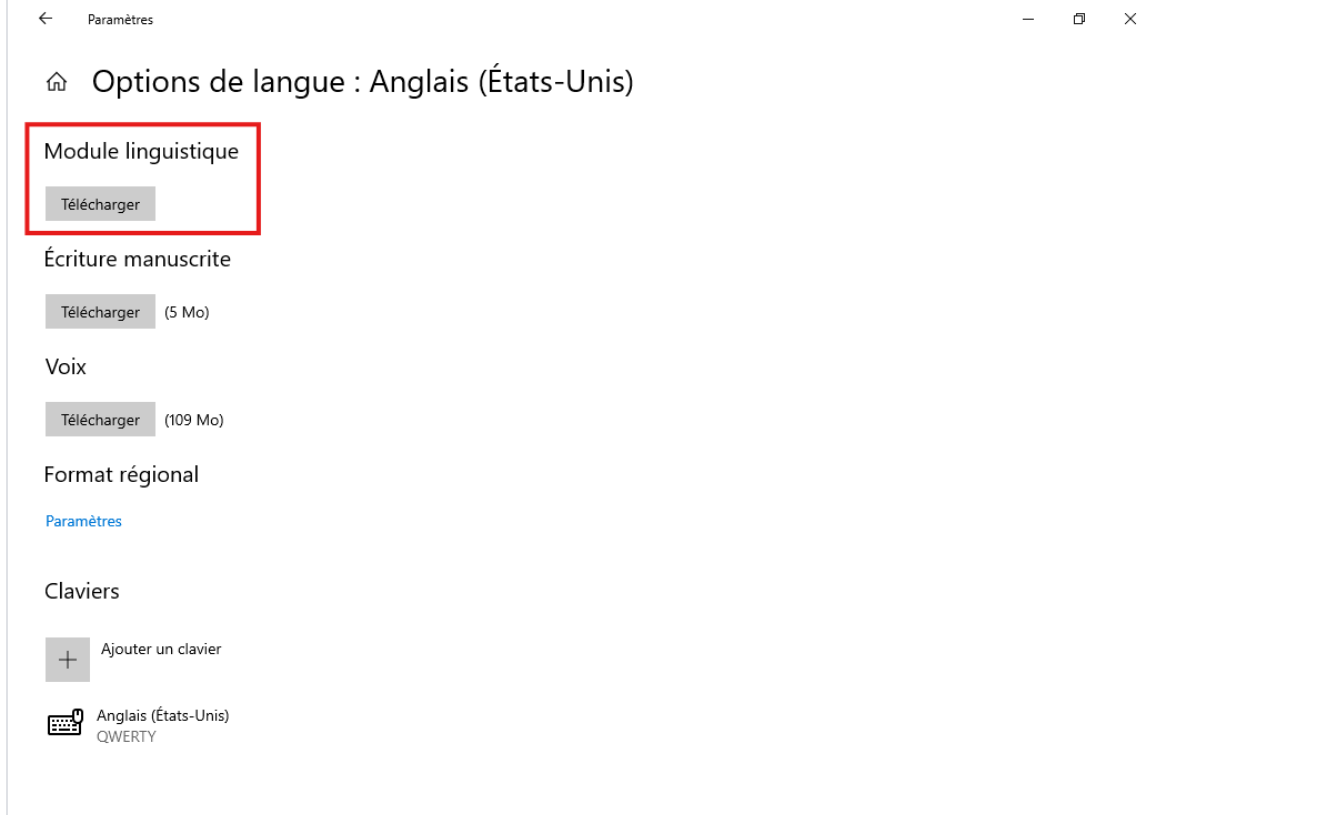 Paramètres
Options de langue : Anglais (États-Unis)
Module linguistique
Télécharger
Écriture manuscrite
Télécharger (5 Mo)
Voix
Télécharger (109 Mo)
Format régional
Paramètres
Claviers
Ajouter un clavier
Anglais (États-Unis)
QWERTY